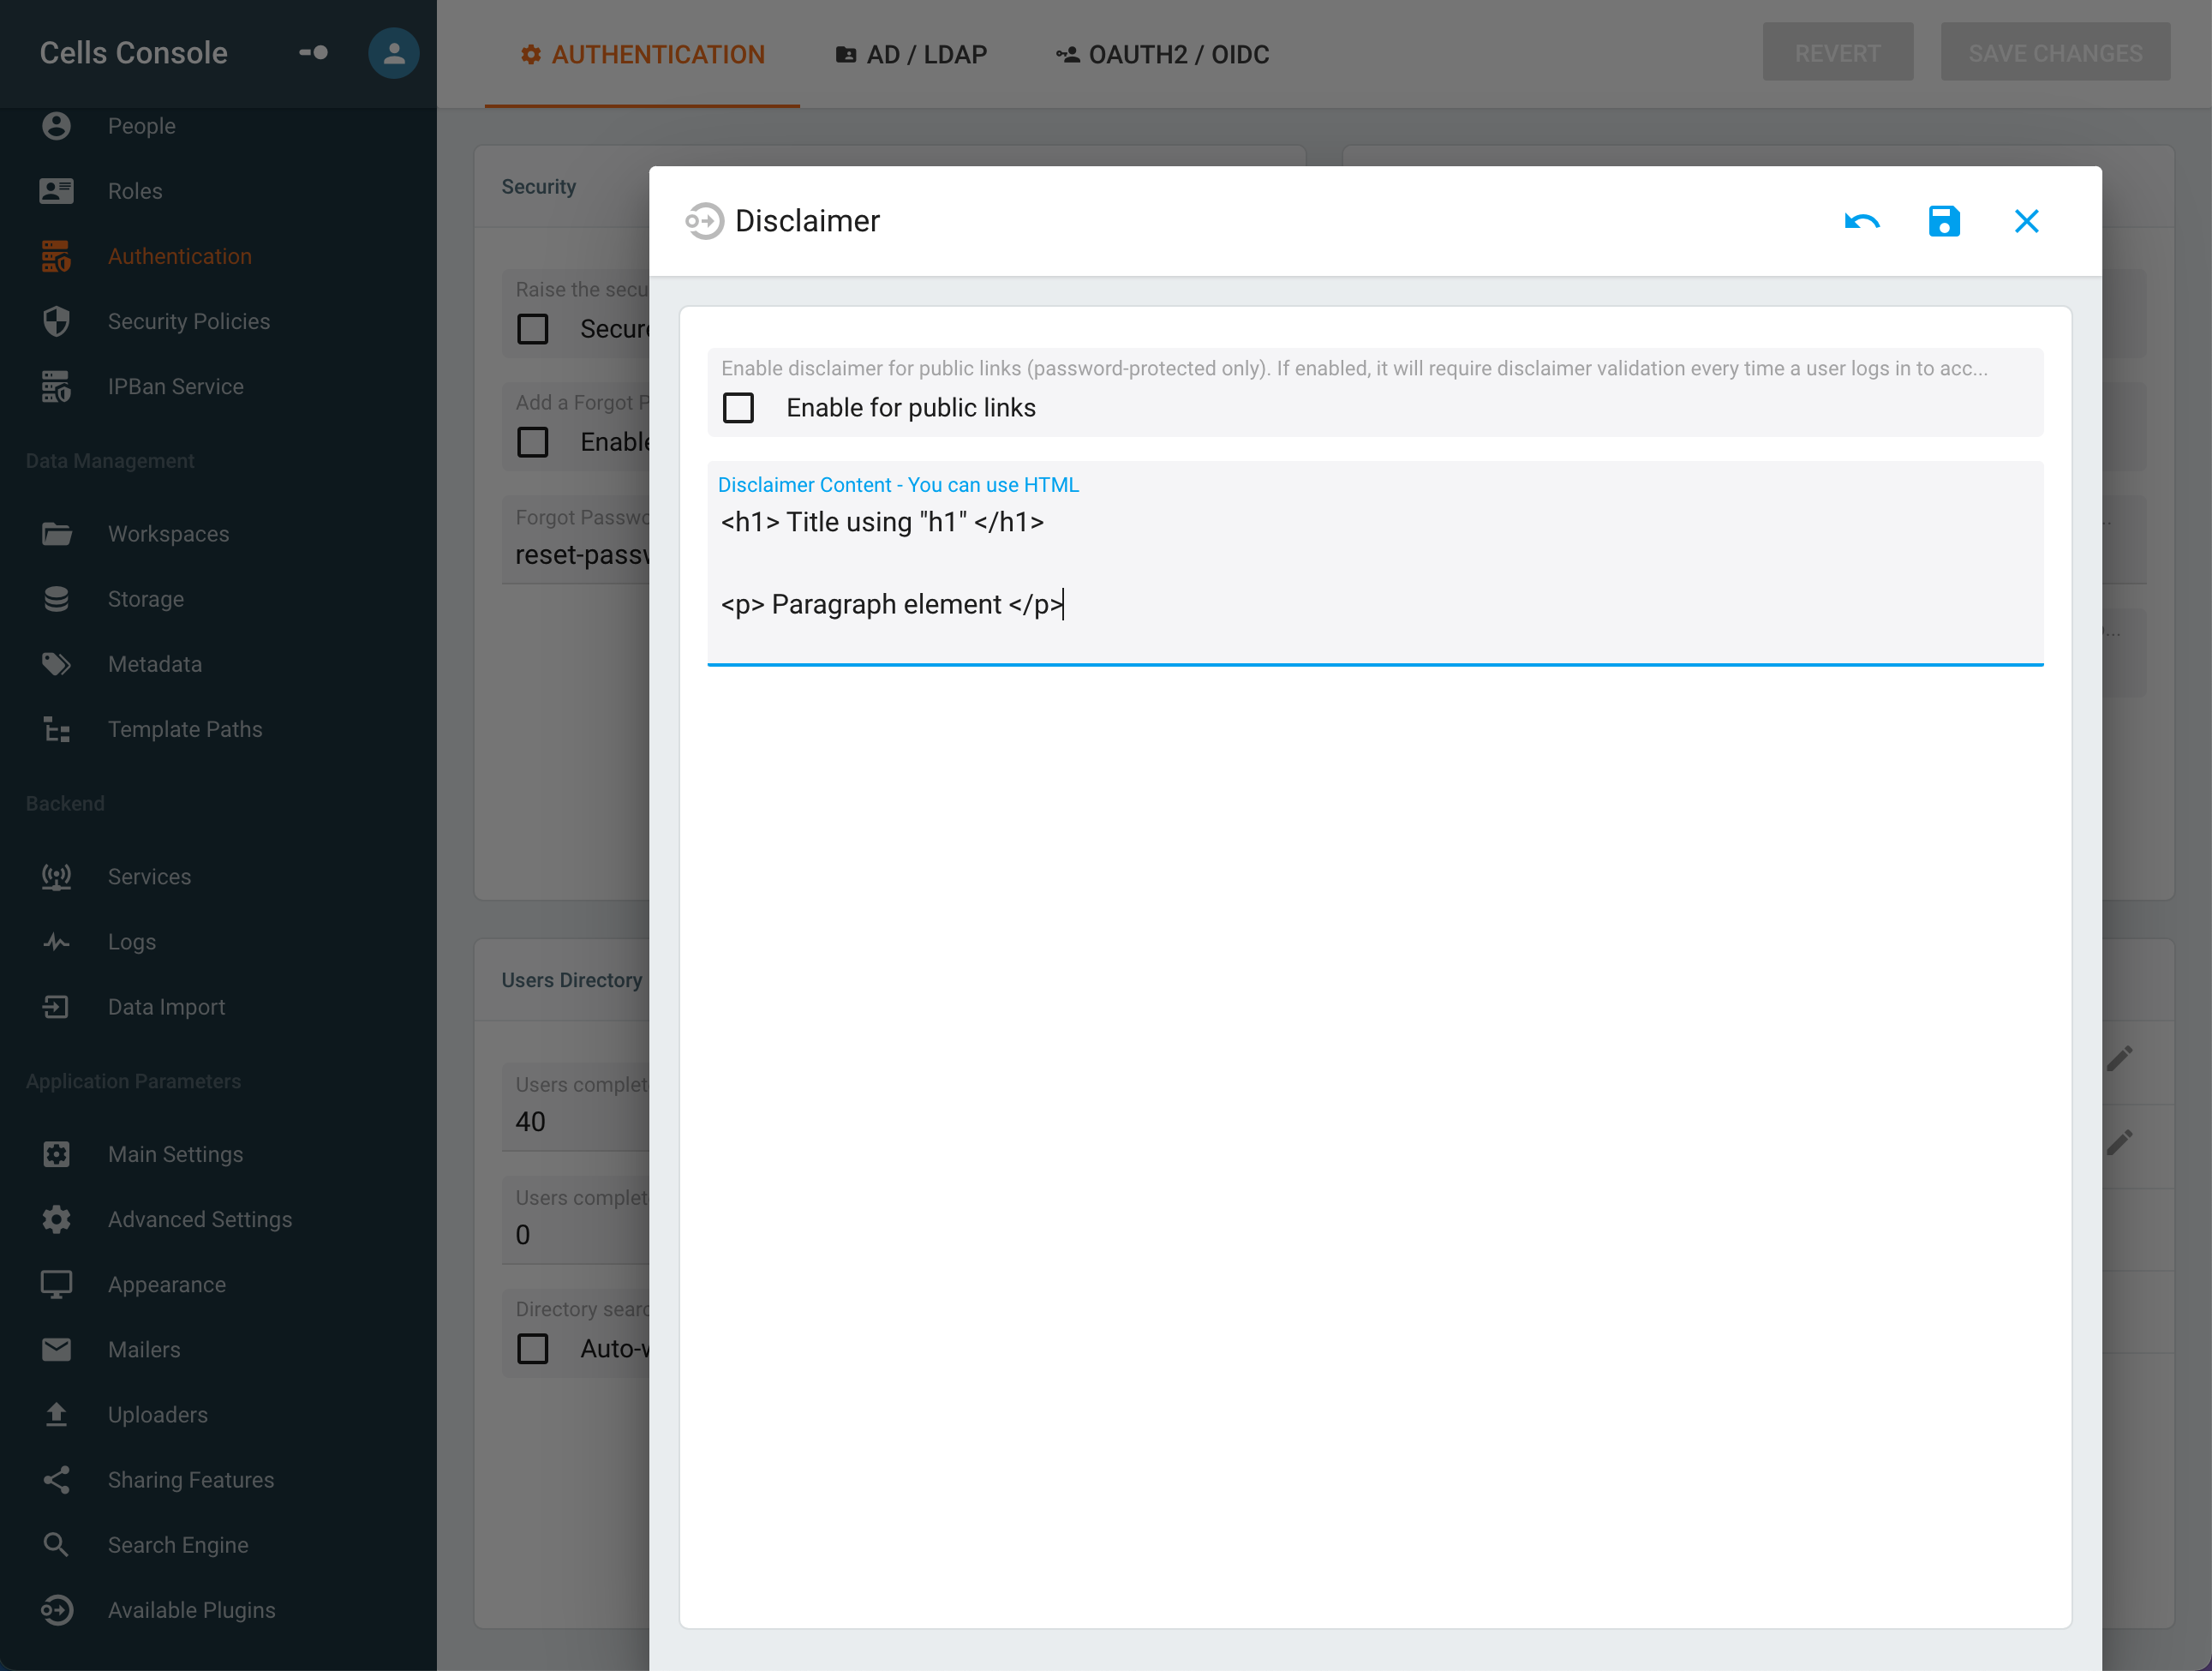 Cells Console
AUTHENTICATION
AD / LDAP
OAUTH2 / OIDC
REVERT
SAVE CHANGES
People
Roles
Authentication
Security Policies
IPBan Service
Data Management
Workspaces
Storage
Metadata
Template Paths
Backend
Services
Logs
Data Import
Application Parameters
Main Settings
Advanced Settings
Appearance
Mailers
Uploaders
Sharing Features
Search Engine
Available Plugins
Security
Raise the secu
Secure
Add a Forgot P
Enable
Forgot Passwo
reset-passw
Users Directory
Users complet
40
Users complet
0
Directory searc
Auto-w
Disclaimer
Enable disclaimer for public links (password-protected only). If enabled, it will require disclaimer validation every time a user logs in to acc...
Enable for public links
Disclaimer Content - You can use HTML
<h1> Title using "h1" </h1>
<p> Paragraph element </p>